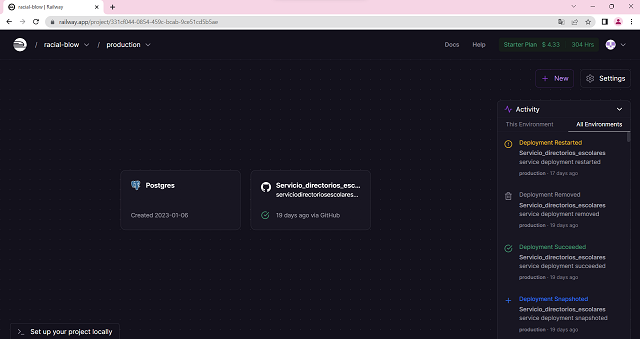 racial-blow | Railway
railway.app/project/331cf044-0854-459c-bcab-9ce51cd5b5ae
/ racial-blow / production
Docs Help Starter Plan $ 4.33 304 Hrs
+ New Settings
Activity
This Environment All Environments
Deployment Restarted
Servicio_directorios_escolares
service deployment restarted
production · 17 days ago
Deployment Removed
Servicio_directorios_escolares
service deployment removed
production · 19 days ago
Deployment Succeeded
Servicio_directorios_escolares
service deployment succeeded
production · 19 days ago
Deployment Snapshoted
Servicio_directorios_escolares
service deployment snapshoted
production · 19 days ago
Postgres
Created 2023-01-06
Servicio_directorios_esc...
serviciodirectoriosescolares...
19 days ago via GitHub
>_ Set up your project locally